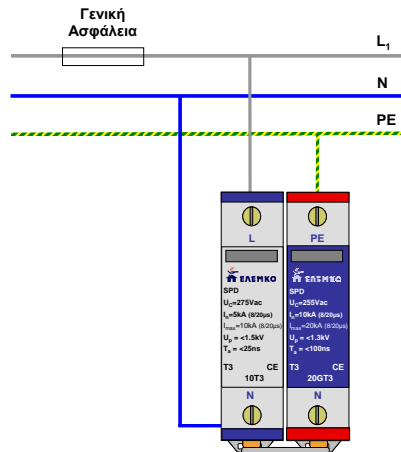 Γενική
Ασφάλεια
L1
N
PE
L
ΕΛΕΜΚΟ
SPD
UC=275Vac
In=5kA (8/20μs)
Imax=10kA (8/20μs)
Up = <1.5kV
Ta = <25ns
T3 CE
10T3
N
PE
ΕΛΕΜΚΟ
SPD
UC=255Vac
In=10kA (8/20μs)
Imax=20kA (8/20μs)
Up = <1.3kV
Ta = <100ns
T3 CE
20GT3
N